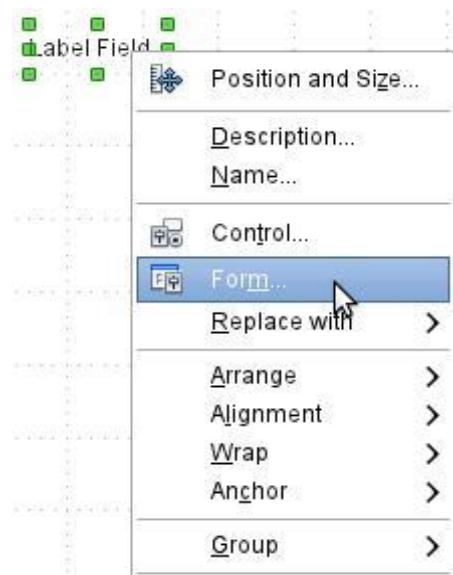 Label Field
Position and Size...
Description...
Name...
Control...
Form...
Replace with
Arrange
Alignment
Wrap
Anchor
Group